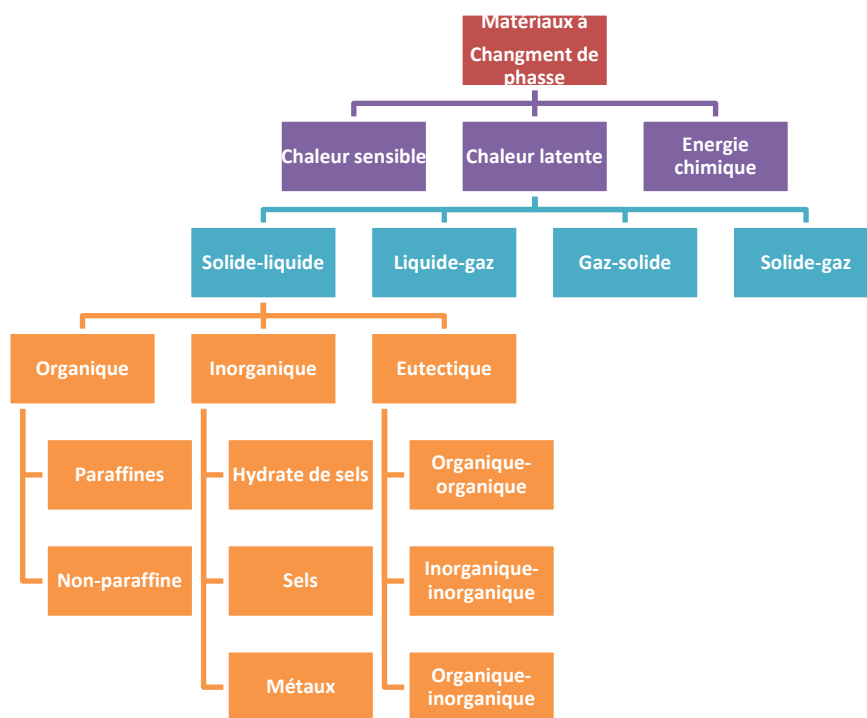 Matériaux à
Changment de
phasse
Chaleur sensible
Chaleur latente
Energie
chimique
Solide-liquide
Liquide-gaz
Gaz-solide
Solide-gaz
Organique
Inorganique
Eutectique
Paraffines
Hydrate de sels
Organique-
organique
Non-paraffine
Sels
Inorganique-
inorganique
Métaux
Organique-
inorganique